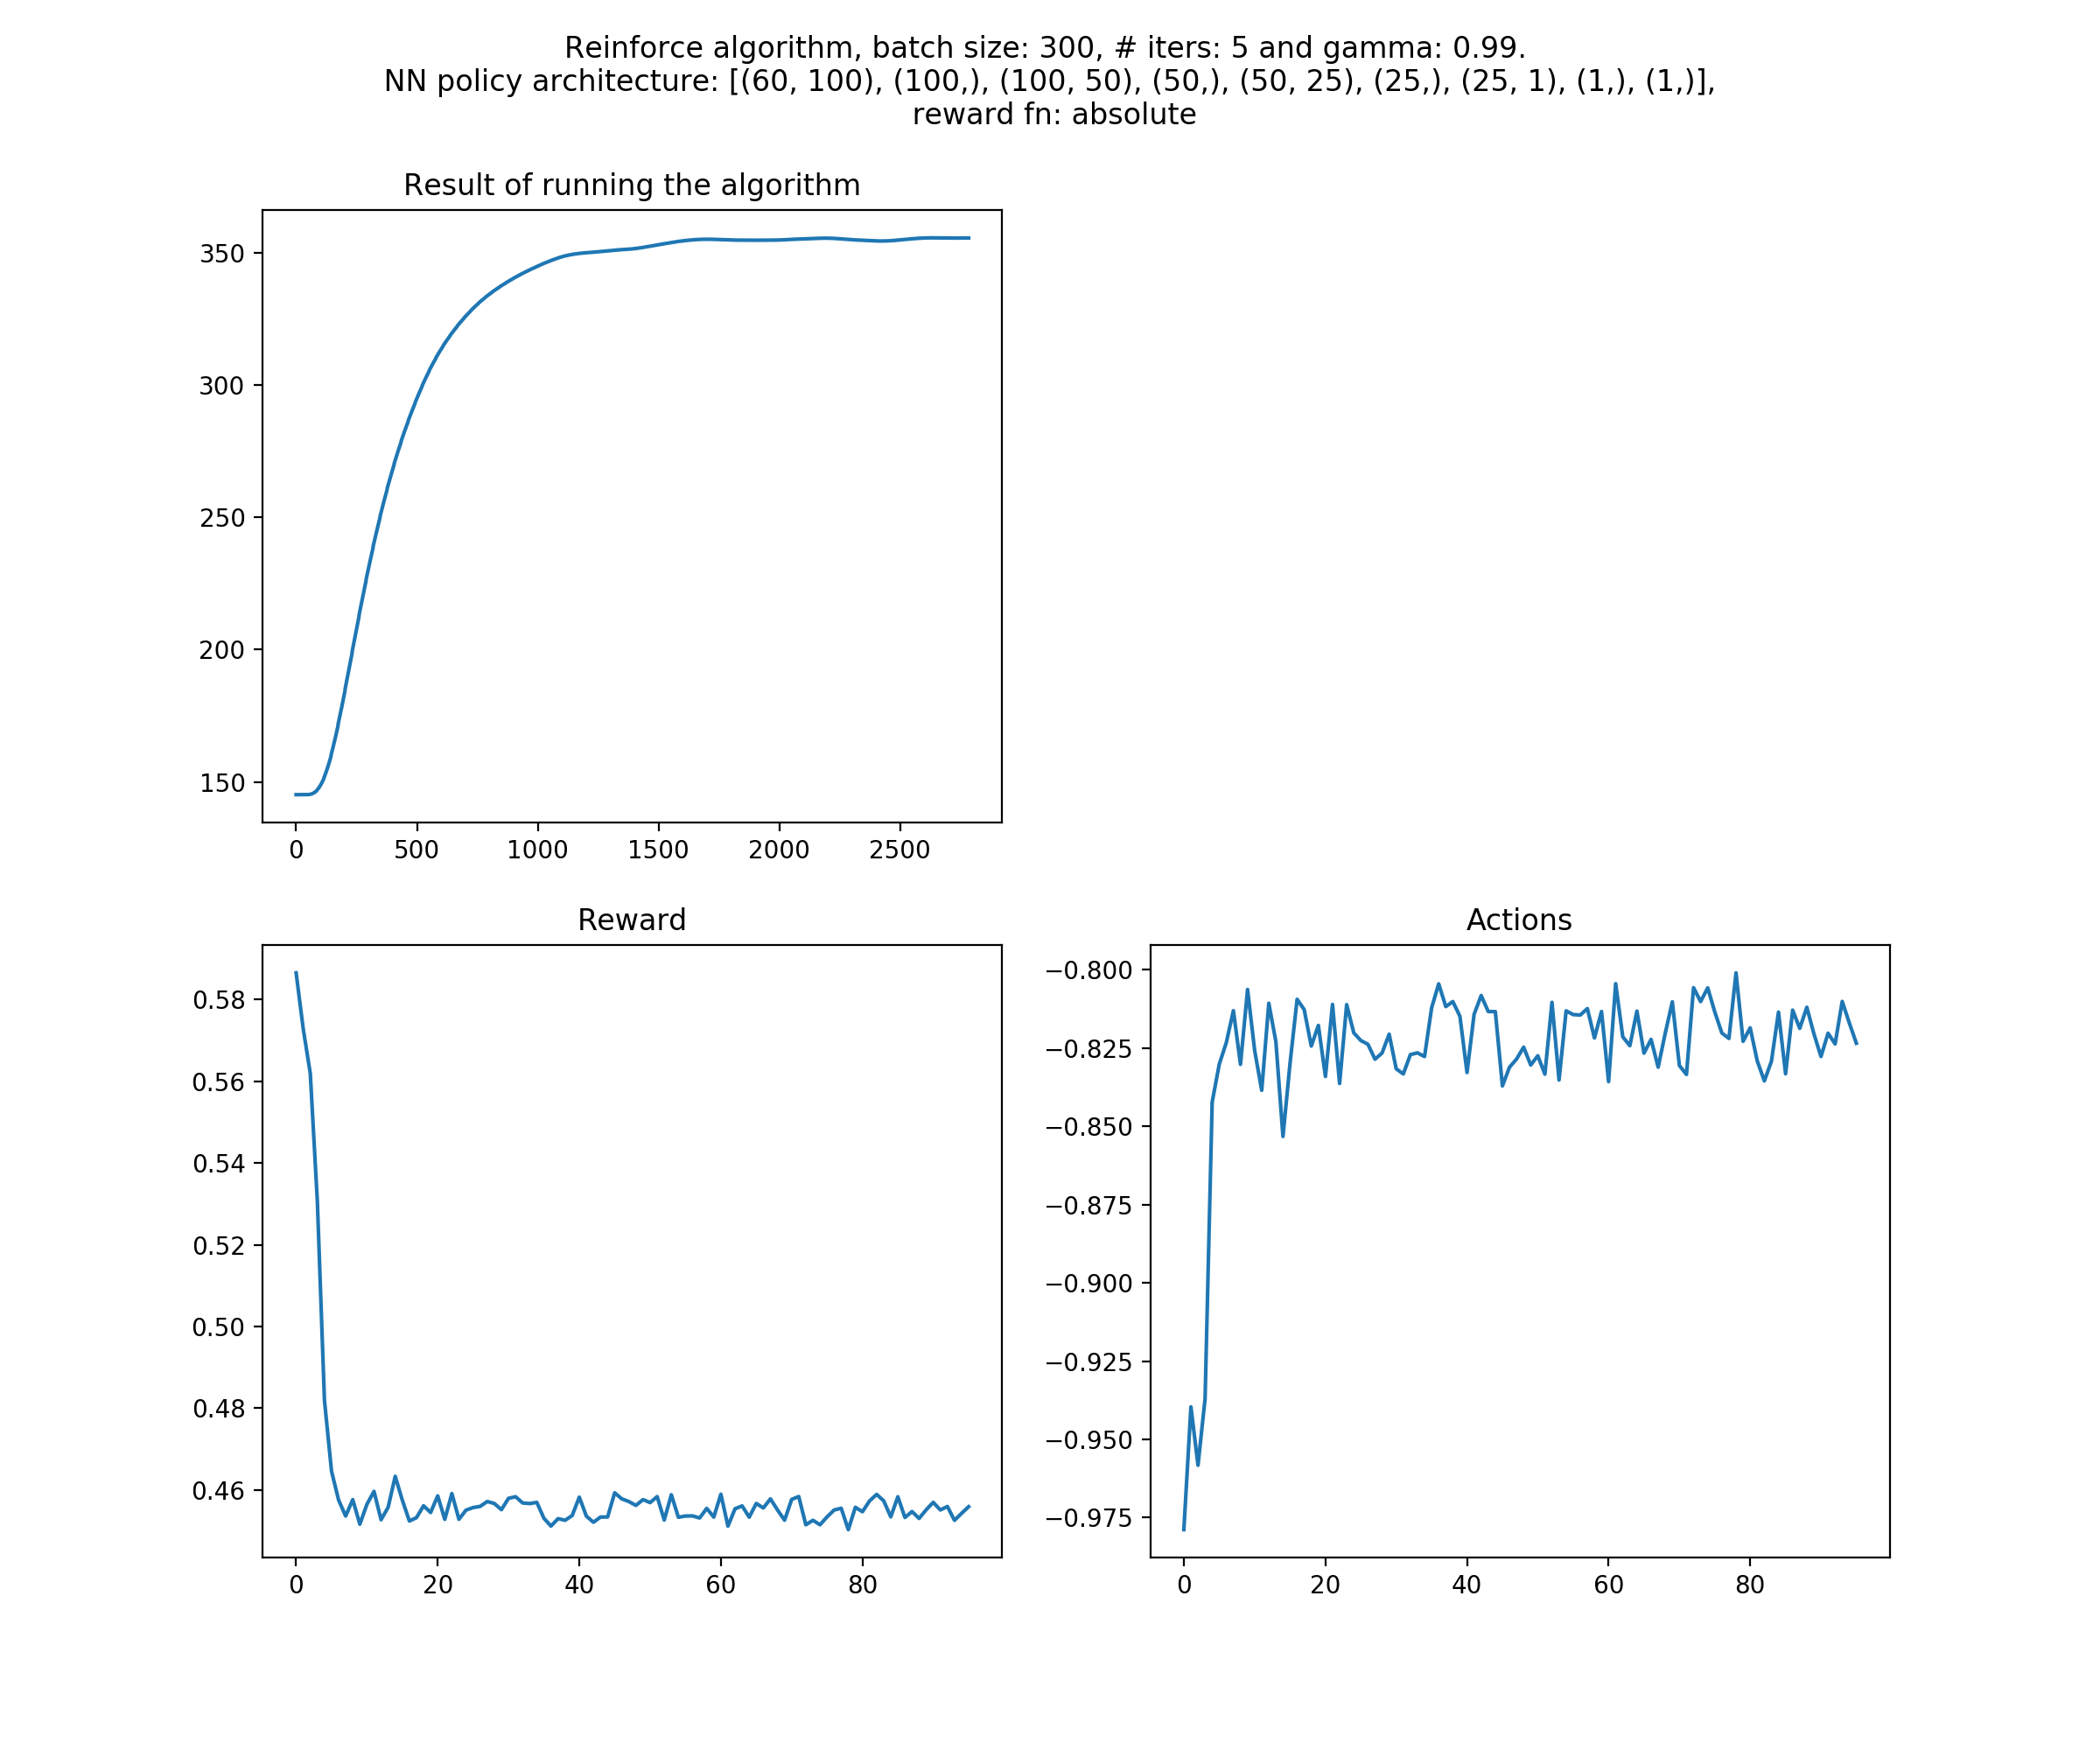 Reinforce algorithm, batch size: 300, # iters: 5 and gamma: 0.99.
NN policy architecture: [(60, 100), (100,), (100, 50), (50,), (50, 25), (25,), (25, 1), (1,), (1,)],
reward fn: absolute
Result of running the algorithm
350
300
250
200
150
0 500 1000 1500 2000 2500
Reward
0.58
0.56
0.54
0.52
0.50
0.48
0.46
0 20 40 60 80
Actions
−0.800
−0.825
−0.850
−0.875
−0.900
−0.925
−0.950
−0.975
0 20 40 60 80